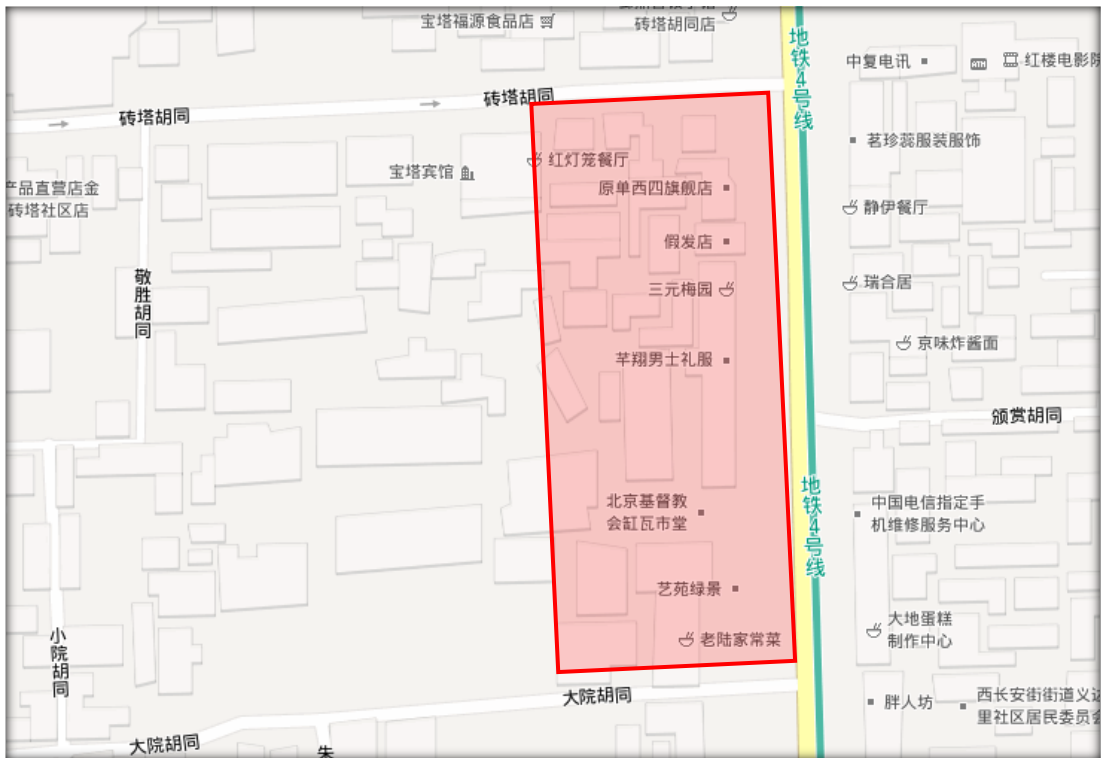 宝塔福源食品店
砖塔胡同店
地铁4号线
中复电讯
ATM
红楼电影院
砖塔胡同
砖塔胡同
茗珍蕊服装服饰
红灯笼餐厅
宝塔宾馆
产品直营店金
砖塔社区店
原单西四旗舰店
静伊餐厅
假发店
敬胜胡同
三元梅园
瑞合居
京味炸酱面
芊翔男士礼服
颁赏胡同
北京基督教
会缸瓦市堂
地铁4号线
中国电信指定手
机维修服务中心
艺苑绿景
大地蛋糕
制作中心
老陆家常菜
小院胡同
大院胡同
胖人坊
西长安街街道义达
里社区居民委员会
大院胡同
朱